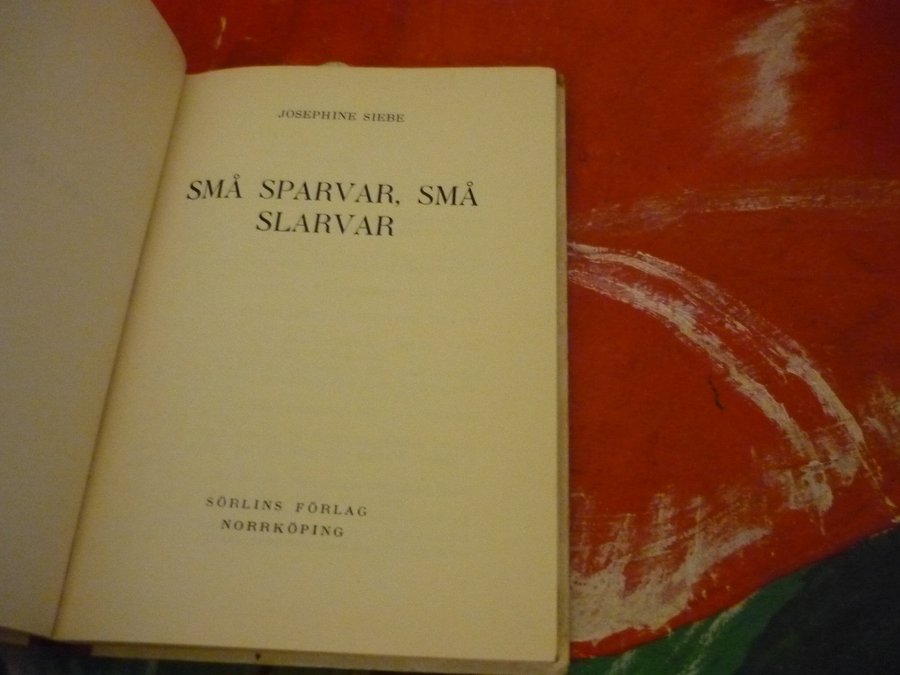 JOSEPHINE SIEBE
SMÅ SPARVAR, SMÅ
SLARVAR
SÖRLINS FÖRLAG
NORRKÖPING